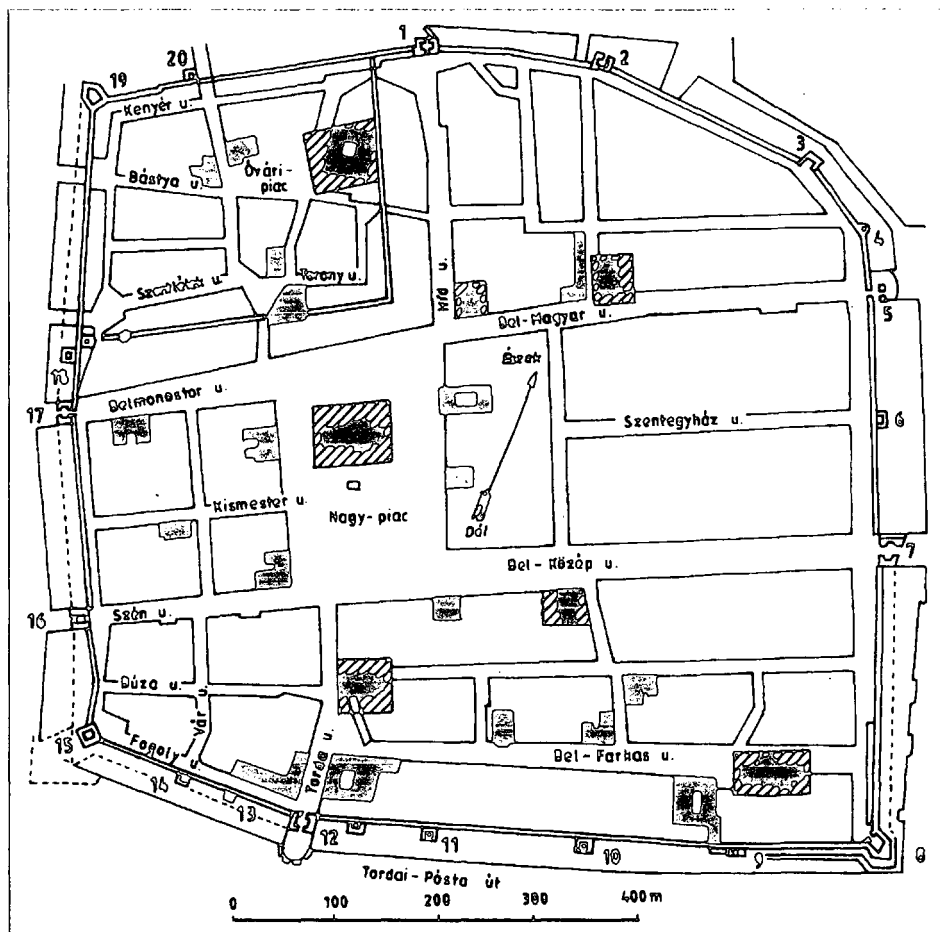 1
2
20
19
Kenyér u.
3
Óvári-
piac
Bástya u.
4
Torony u.
Híd u.
5
Bel-Magyar u.
Észak
18
Belmonostor u.
17
Szentegyház u.
6
Kismester u.
Nagy-piac
Dél
7
Bel-Közép u.
16
Szén u.
Búza u.
Vár u.
15
Fogoly u.
Torda u.
Bel-Farkas u.
14
13
12
11
10
9
8
Tordai-Pósta út
0 100 200 300 400 m